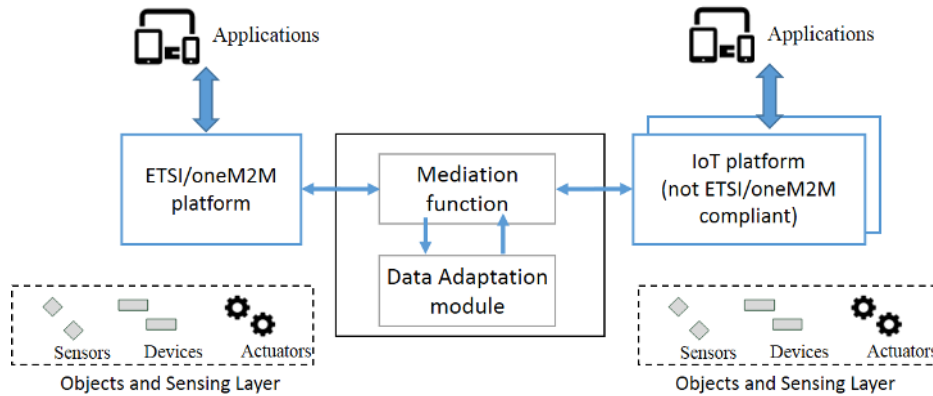 Applications
Applications
ETSI/oneM2M
platform
Mediation
function
IoT platform
(not ETSI/oneM2M
compliant)
Data Adaptation
module
Sensors
Devices
Actuators
Objects and Sensing Layer
Sensors
Devices
Actuators
Objects and Sensing Layer